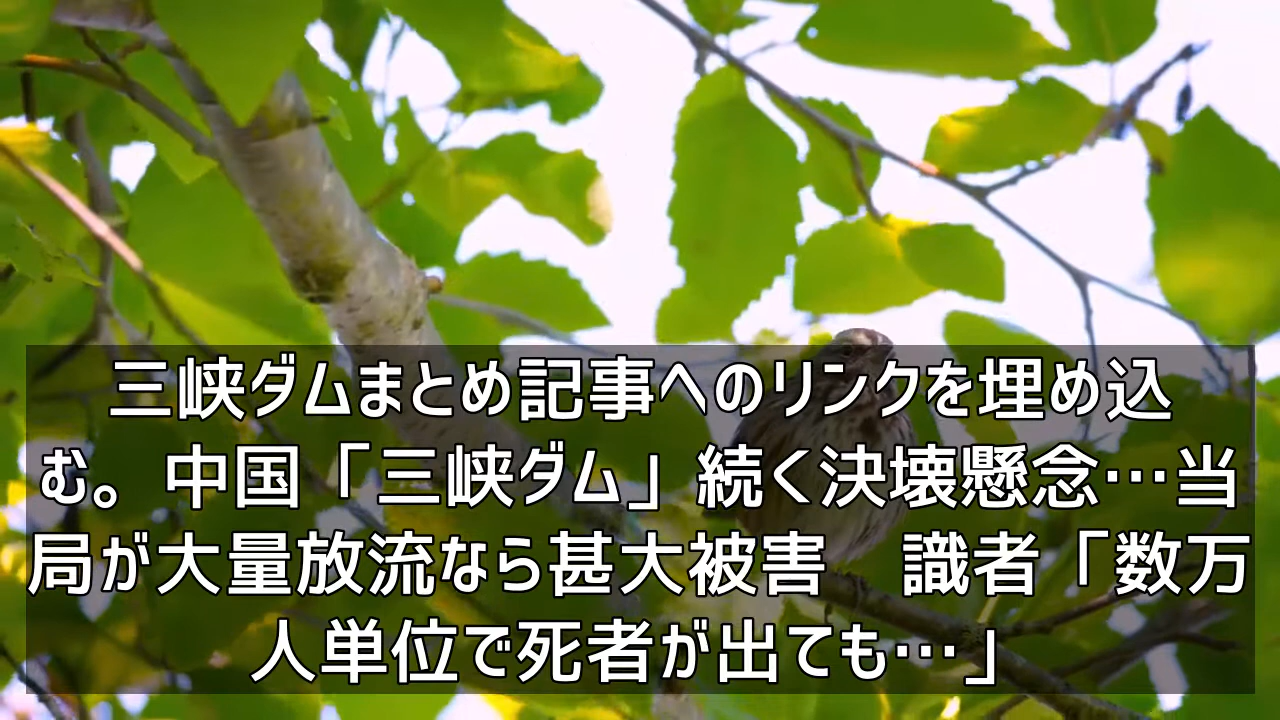 三峡ダムまとめ記事へのリンクを埋め込
む。中国「三峡ダム」続く決壊懸念…当
局が大量放流なら甚大被害　識者「数万
人単位で死者が出ても…」